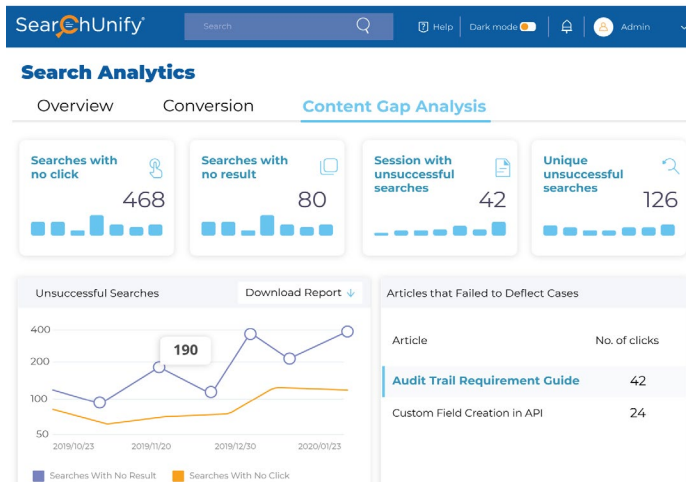 SearchUnify
Search
Help
Dark mode
Admin
Search Analytics
Overview
Conversion
Content Gap Analysis
Searches with
no click
468
Searches with
no result
80
Session with
unsuccessful
searches
42
Unique
unsuccessful
searches
126
Unsuccessful Searches
Download Report
400
200
100
50
190
2019/10/23
2019/11/20
2019/12/30
2020/01/23
Searches With No Result
Searches With No Click
Articles that Failed to Deflect Cases
Article No. of clicks
Audit Trail Requirement Guide 42
Custom Field Creation in API 24